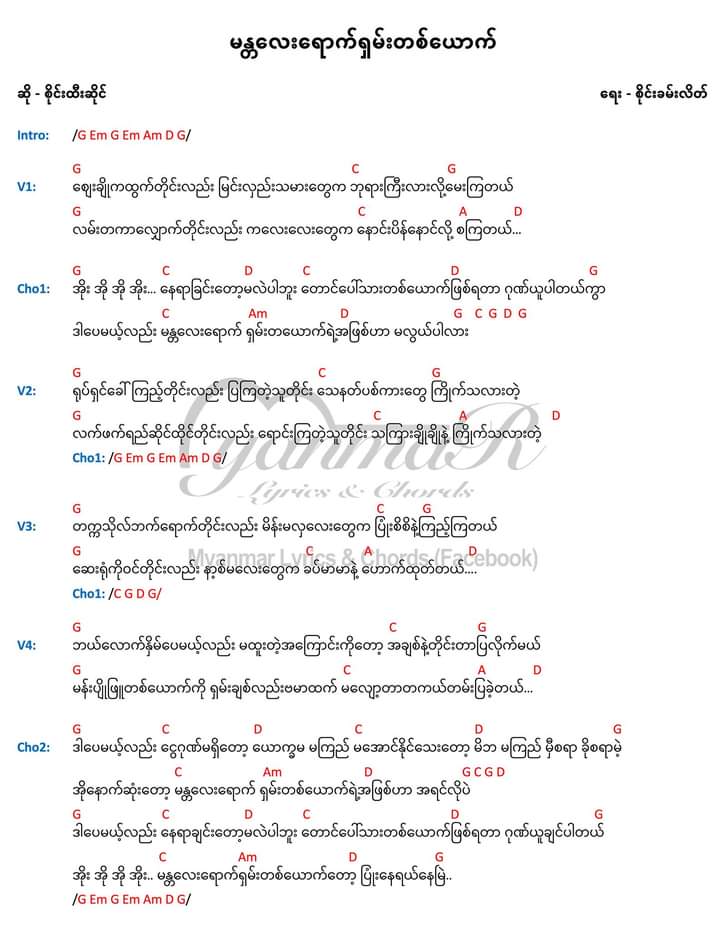 မန္တလေးရောက်ရှမ်းတစ်ယောက်
ဆို - စိုင်းထီးဆိုင် ရေး - စိုင်းခမ်းလိတ်
Intro: /G Em G Em Am D G/
G C G
V1: ဈေးချိုကထွက်တိုင်းလည်း မြင်းလှည်းသမားတွေက ဘုရားကြီးလားလို့မေးကြတယ်
G C A D
လမ်းတကာလျှောက်တိုင်းလည်း ကလေးလေးတွေက နောင်းပိန်နောင်လို့ စကြတယ်...
G C D C D G
Cho1: အိုး အို အို အိုး... နေရာခြင်းတော့မလဲပါဘူး တောင်ပေါ်သားတစ်ယောက်ဖြစ်ရတာ ဂုဏ်ယူပါတယ်ကွာ
C Am D G C G D G
ဒါပေမယ့်လည်း မန္တလေးရောက် ရှမ်းတယောက်ရဲ့အဖြစ်ဟာ မလွယ်ပါလား
G C G
V2: ရုပ်ရှင်ခေါ်ကြည့်တိုင်းလည်း ပြကြတဲ့သူတိုင်း သေနတ်ပစ်ကားတွေ ကြိုက်သလားတဲ့
G C A D
လက်ဖက်ရည်ဆိုင်ထိုင်တိုင်းလည်း ရောင်းကြတဲ့သူတိုင်း သကြားချိုချိုနဲ့ ကြိုက်သလားတဲ့
Cho1: /G Em G Em Am D G/
myanmaR
Lyrics & Chords
G C G
V3: တက္ကသိုလ်ဘက်ရောက်တိုင်းလည်း မိန်းမလှလေးတွေက ပြုံးစိစိနဲ့ကြည့်ကြတယ်
Myanmar Lyrics & Chords (Facebook)
G C A D
ဆေးရုံကိုဝင်တိုင်းလည်း နာ့စ်မလေးတွေက ခပ်မာမာနဲ့ ဟောက်ထုတ်တယ်....
Cho1: /C G D G/
G C G
V4: ဘယ်လောက်နှိမ်ပေမယ့်လည်း မထူးတဲ့အကြောင်းကိုတော့ အချစ်နဲ့တိုင်းတာပြလိုက်မယ်
G C A D
မန်းပျိုဖြူတစ်ယောက်ကို ရှမ်းချစ်လည်းဗမာထက် မလျော့တာတကယ်တမ်းပြခဲ့တယ်...
G C D C D G
Cho2: ဒါပေမယ့်လည်း ငွေဂုဏ်မရှိတော့ ယောက္ခမ မကြည် မအောင်နိုင်သေးတော့ မိဘ မကြည် မှီစရာ ခိုစရာမဲ့
C Am D G C G D
အိုနောက်ဆုံးတော့ မန္တလေးရောက် ရှမ်းတစ်ယောက်ရဲ့အဖြစ်ဟာ အရင်လိုပဲ
G C D C D G
ဒါပေမယ့်လည်း နေရာချင်းတော့မလဲပါဘူး တောင်ပေါ်သားတစ်ယောက်ဖြစ်ရတာ ဂုဏ်ယူချင်ပါတယ်
C Am D G
အိုး အို အို အိုး.. မန္တလေးရောက်ရှမ်းတစ်ယောက်တော့ ပြုံးနေရယ်နေမြဲ..
/G Em G Em Am D G/